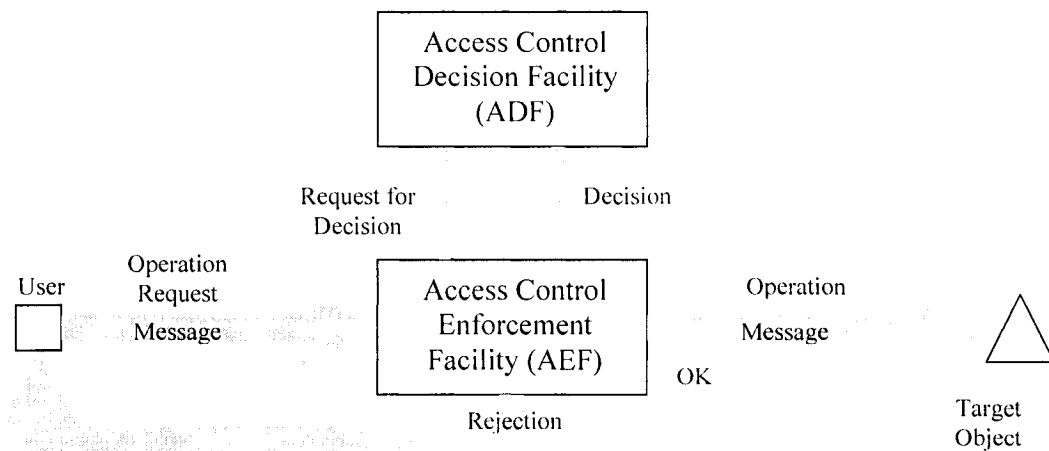 Access Control
Decision Facility
(ADF)
Request for
Decision
Decision
User
Operation
Request
Message
Access Control
Enforcement
Facility (AEF)
Operation
Message
OK
Rejection
Target
Object